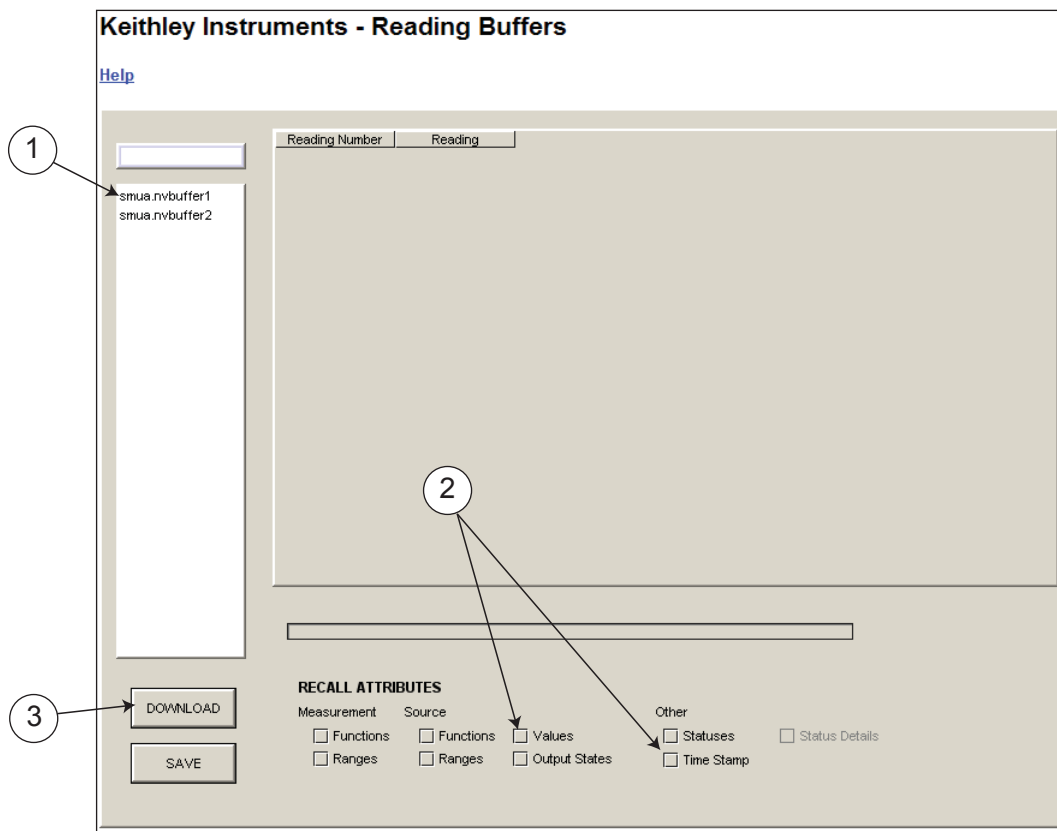 Keithley Instruments - Reading Buffers
Help
1
Reading Number Reading
smua.nvbuffer1
smua.nvbuffer2
2
3
DOWNLOAD
SAVE
RECALL ATTRIBUTES
Measurement Source Other
Functions Functions Values Statuses Status Details
Ranges Ranges Output States Time Stamp